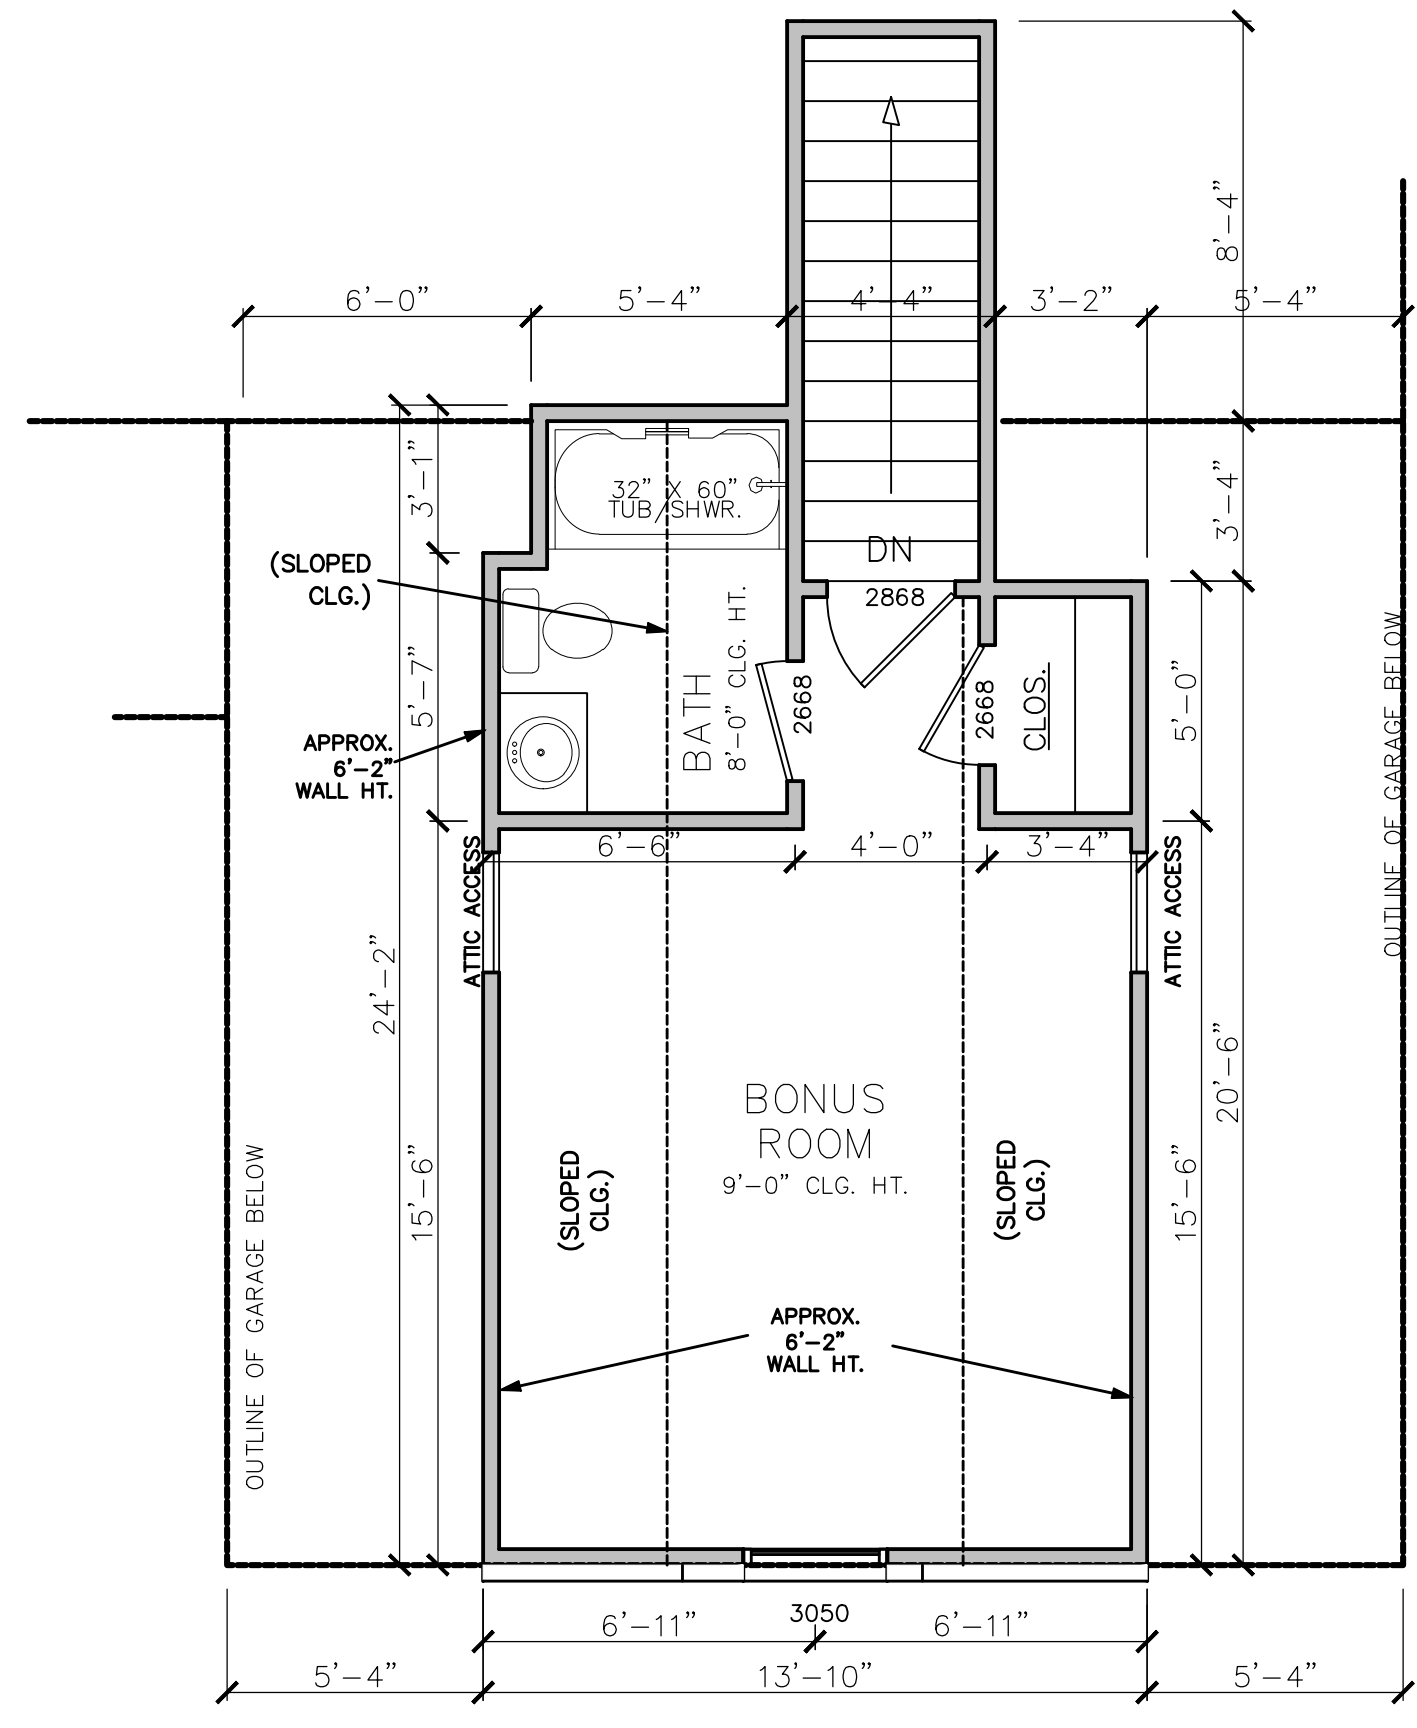 8'-4"
6'-0"
5'-4"
4'-4"
3'-2"
5'-4"
3'-1"
3'-4"
32" X 60"
TUB/SHWR.
DN
(SLOPED
CLG.)
2868
8'-0" CLG. HT.
BATH
2668
2668
CLOS.
5'-7"
5'-0"
OUTLINE OF GARAGE BELOW
APPROX.
6'-2"
WALL HT.
6'-6"
4'-0"
3'-4"
ATTIC ACCESS
ATTIC ACCESS
24'-2"
20'-6"
BONUS
ROOM
9'-0" CLG. HT.
(SLOPED
CLG.)
(SLOPED
CLG.)
15'-6"
15'-6"
OUTLINE OF GARAGE BELOW
APPROX.
6'-2"
WALL HT.
3050
6'-11"
6'-11"
5'-4"
13'-10"
5'-4"